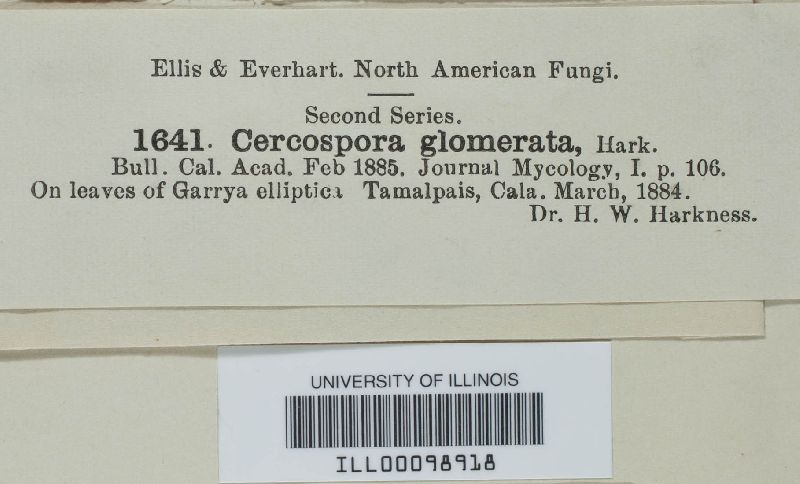 Ellis & Everhart. North American Fungi.
Second Series.
1641. Cercospora glomerata, Hark.
Bull. Cal. Acad. Feb 1885. Journal Mycology, I. p. 106.
On leaves of Garrya elliptica Tamalpais, Cala. March, 1884.
Dr. H. W. Harkness.
UNIVERSITY OF ILLINOIS
ILL00098918